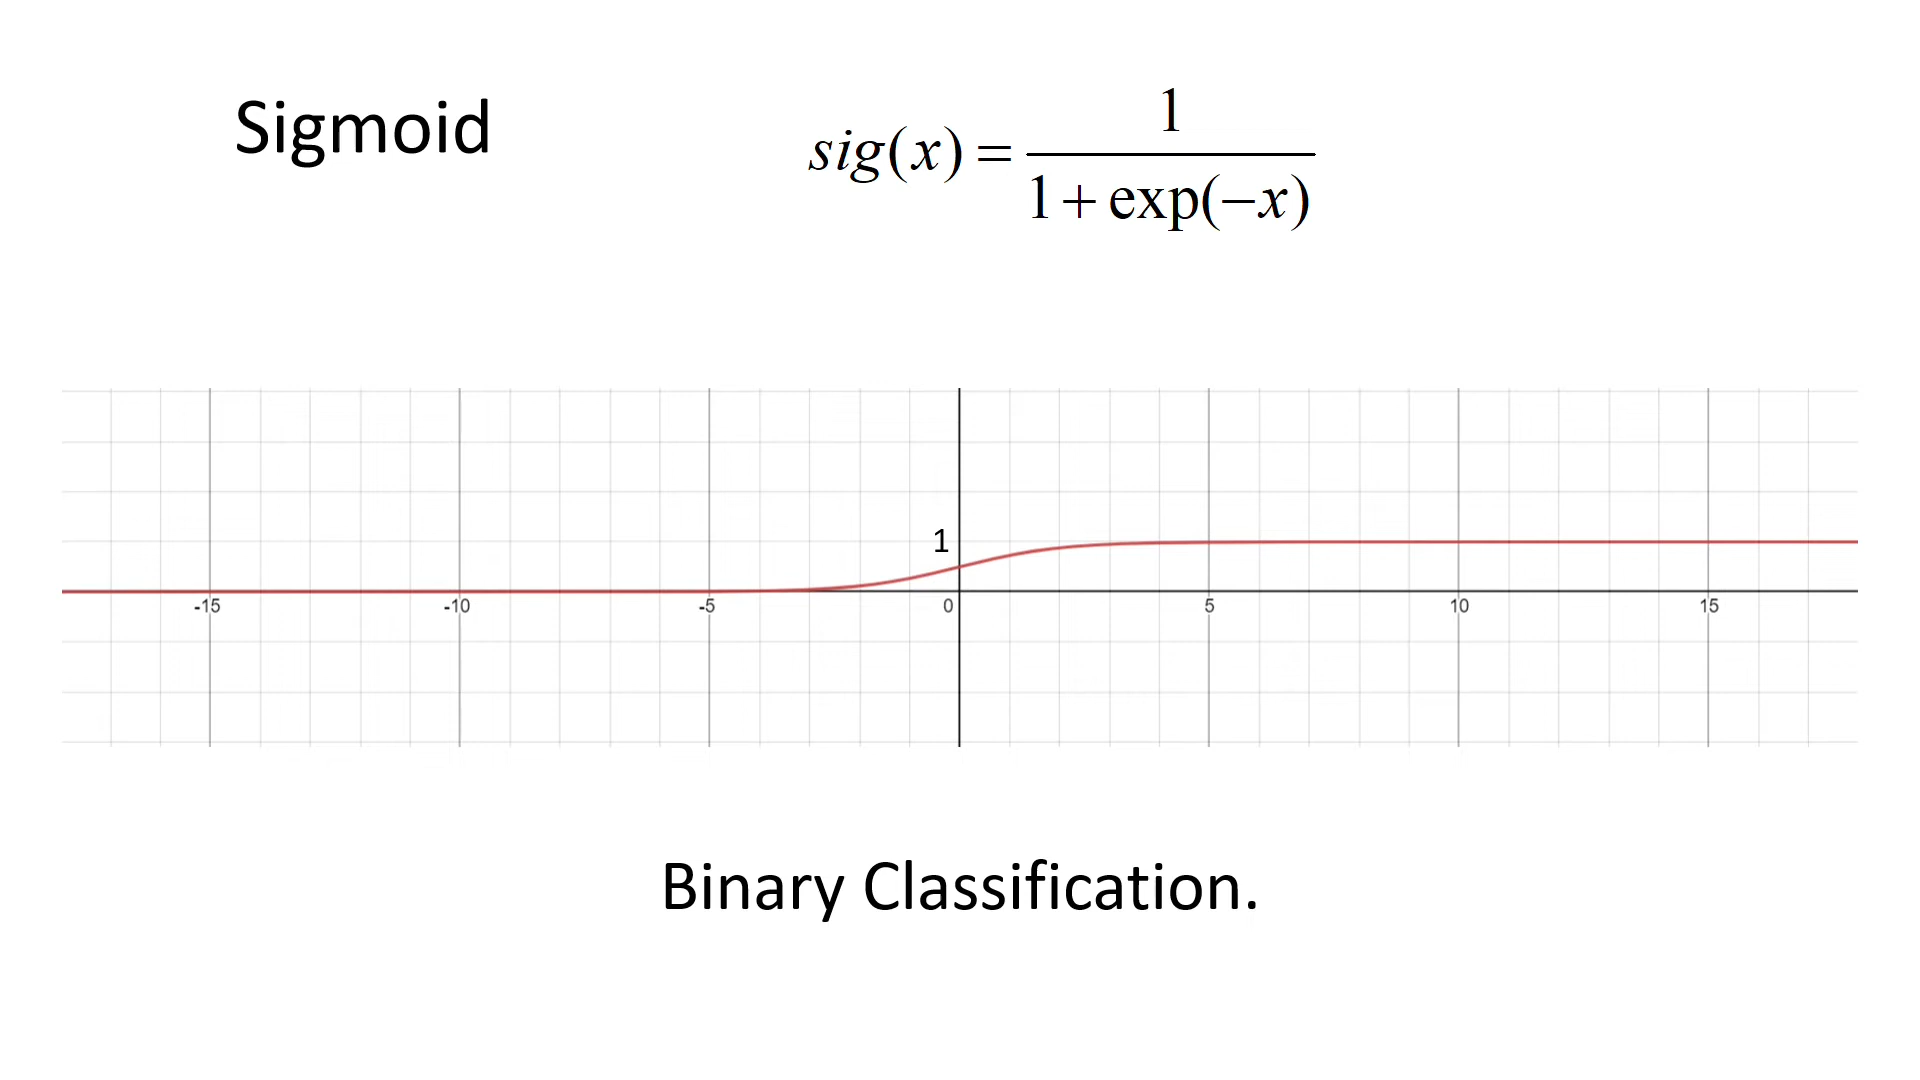 Sigmoid
sig(x) = 1 / (1 + exp(−x))
1
-15 -10 -5 0 5 10 15
Binary Classification.